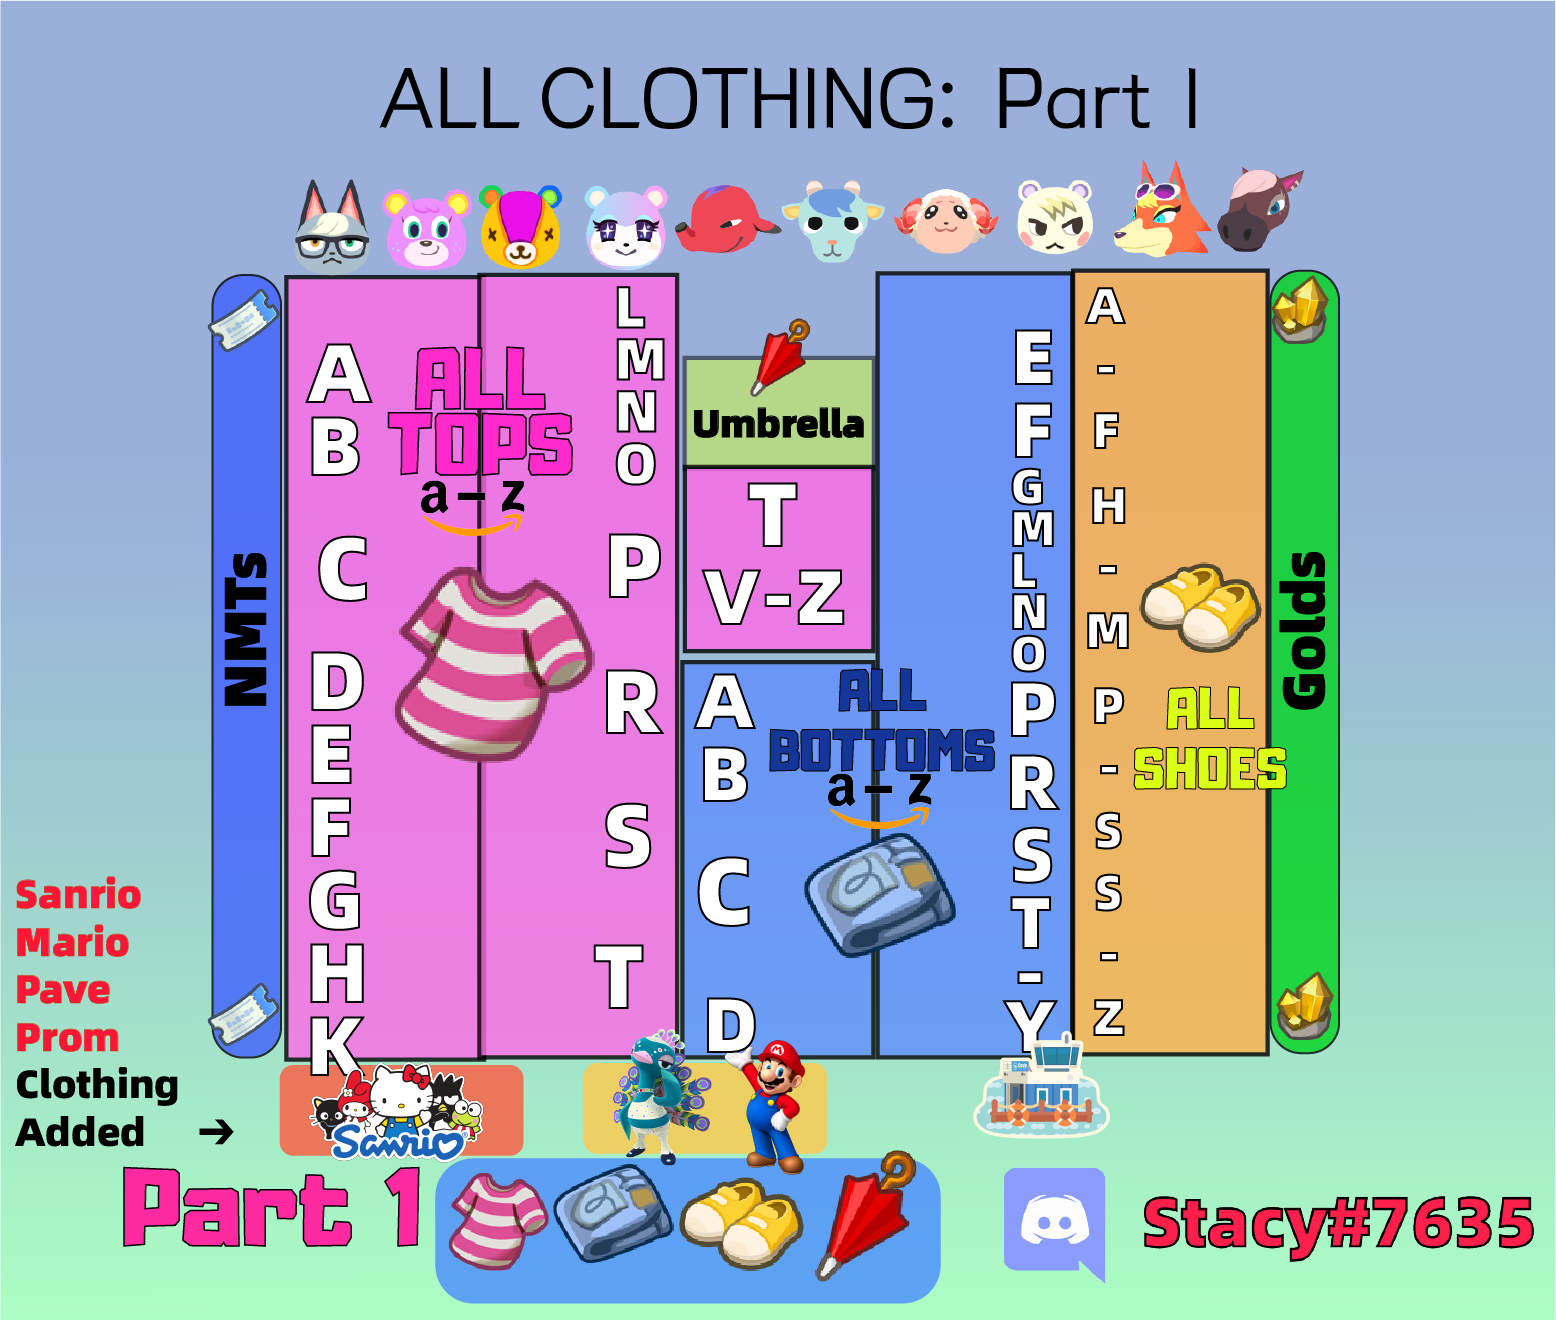 ALL CLOTHING: Part I
NMTs
A
B
C
D
E
F
G
H
K
ALL
TOPS
a - z
L
M
N
O
P
R
S
T
Umbrella
T
V-Z
A
B
C
D
ALL
BOTTOMS
a - z
E
F
G
M
L
N
O
P
R
S
T
-
Y
A
-
F
H
-
M
P
-
S
S
-
Z
ALL
SHOES
Golds
Sanrio
Mario
Pave
Prom
Clothing
Added ➔
Sanrio
M
Part 1
Stacy#7635